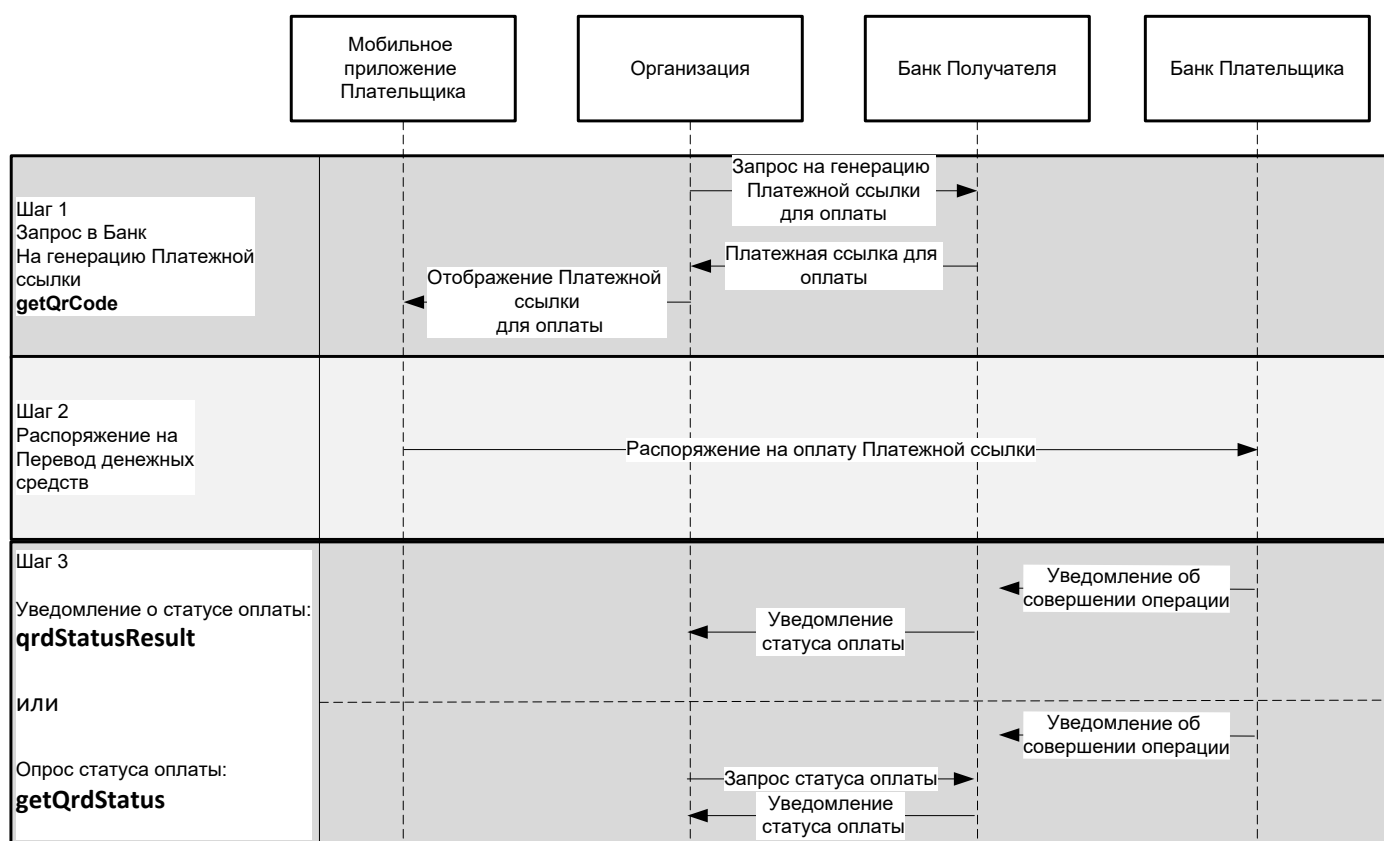 Мобильное
приложение
Плательщика
Организация
Банк Получателя
Банк Плательщика
Шаг 1
Запрос в Банк
На генерацию Платежной
ссылки
getQrCode
Запрос на генерацию
Платежной ссылки
для оплаты
Платежная ссылка для
оплаты
Отображение Платежной
ссылки
для оплаты
Шаг 2
Распоряжение на
Перевод денежных
средств
Распоряжение на оплату Платежной ссылки
Шаг 3
Уведомление о статусе оплаты:
qrdStatusResult
или
Опрос статуса оплаты:
getQrdStatus
Уведомление об
совершении операции
Уведомление
статуса оплаты
Уведомление об
совершении операции
Запрос статуса оплаты
Уведомление
статуса оплаты